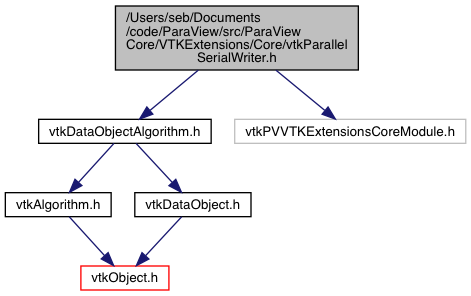 /Users/seb/Documents
/code/ParaView/src/ParaView
Core/VTKExtensions/Core/vtkParallel
SerialWriter.h
vtkDataObjectAlgorithm.h
vtkPVVTKExtensionsCoreModule.h
vtkAlgorithm.h
vtkDataObject.h
vtkObject.h